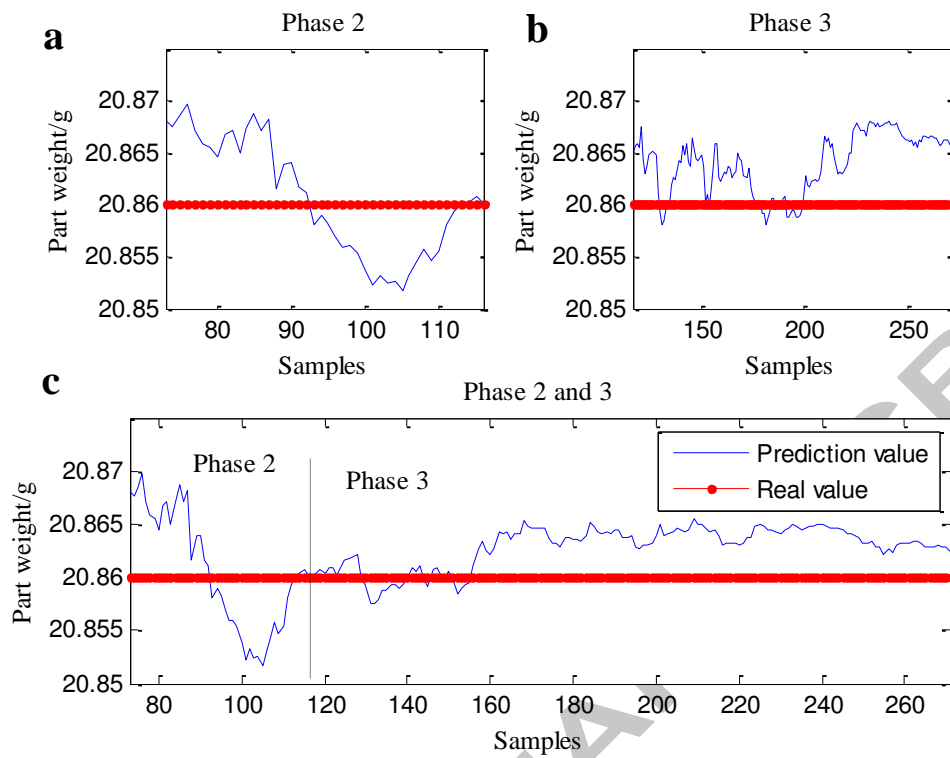 a
Phase 2
20.87
20.865
20.86
20.855
20.85
Part weight/g
80
90
100
110
Samples
b
Phase 3
20.87
20.865
20.86
20.855
20.85
Part weight/g
150
200
250
Samples
c
Phase 2 and 3
Phase 2
Phase 3
Prediction value
Real value
20.87
20.865
20.86
20.855
20.85
Part weight/g
80
100
120
140
160
180
200
220
240
260
Samples